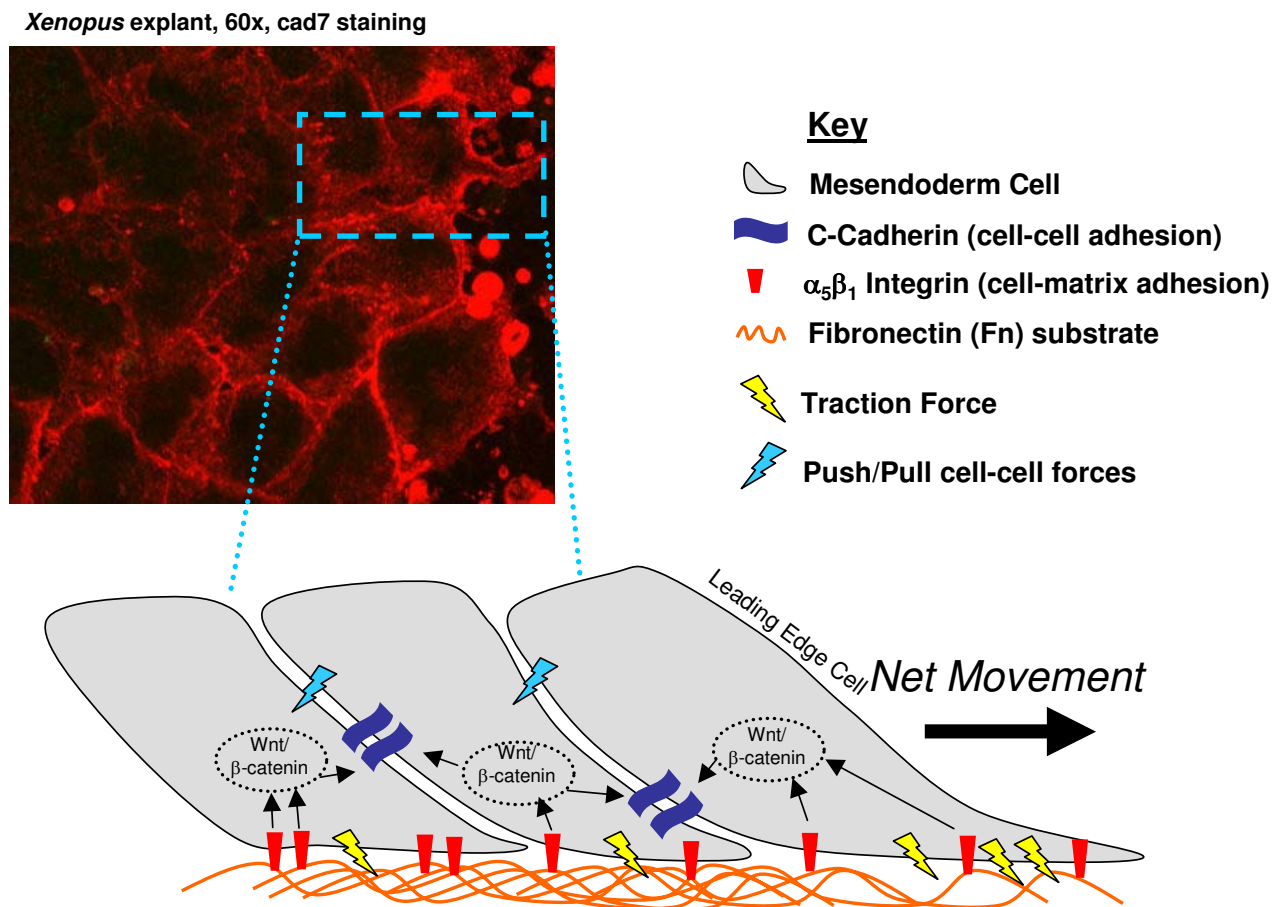 Xenopus explant, 60x, cad7 staining
Key
Mesendoderm Cell
C-Cadherin (cell-cell adhesion)
α5β1 Integrin (cell-matrix adhesion)
Fibronectin (Fn) substrate
Traction Force
Push/Pull cell-cell forces
Leading Edge Cell
Net Movement
Wnt/
β-catenin
Wnt/
β-catenin
Wnt/
β-catenin